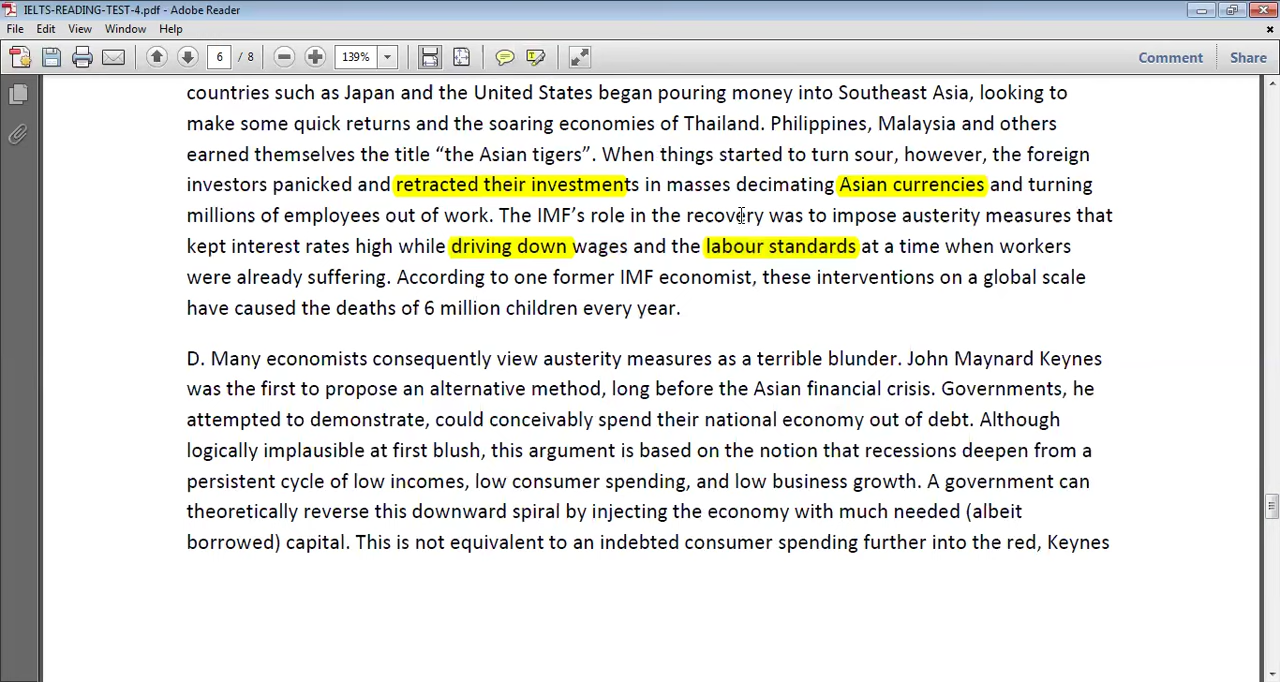 IELTS-READING-TEST-4.pdf - Adobe Reader
File Edit View Window Help
6 / 8 139% Comment Share
countries such as Japan and the United States began pouring money into Southeast Asia, looking to
make some quick returns and the soaring economies of Thailand. Philippines, Malaysia and others
earned themselves the title “the Asian tigers”. When things started to turn sour, however, the foreign
investors panicked and retracted their investments in masses decimating Asian currencies and turning
millions of employees out of work. The IMF’s role in the recovery was to impose austerity measures that
kept interest rates high while driving down wages and the labour standards at a time when workers
were already suffering. According to one former IMF economist, these interventions on a global scale
have caused the deaths of 6 million children every year.
D. Many economists consequently view austerity measures as a terrible blunder. John Maynard Keynes
was the first to propose an alternative method, long before the Asian financial crisis. Governments, he
attempted to demonstrate, could conceivably spend their national economy out of debt. Although
logically implausible at first blush, this argument is based on the notion that recessions deepen from a
persistent cycle of low incomes, low consumer spending, and low business growth. A government can
theoretically reverse this downward spiral by injecting the economy with much needed (albeit
borrowed) capital. This is not equivalent to an indebted consumer spending further into the red, Keynes